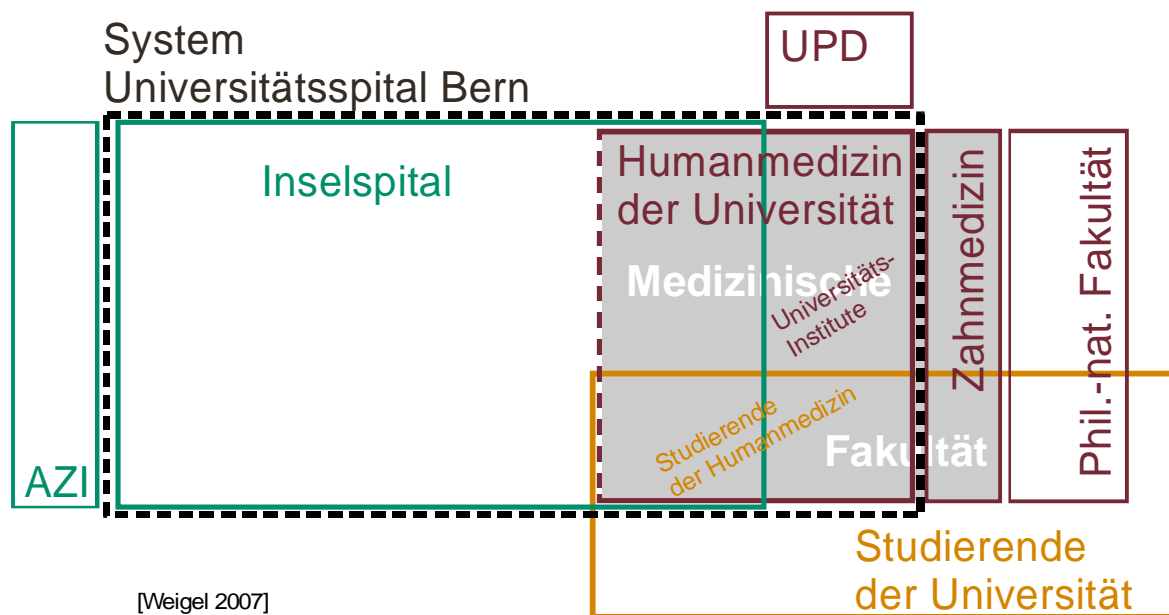 System
Universitätsspital Bern
UPD
Inselspital
Humanmedizin
der Universität
Medizinische
Universitäts-
Institute
Zahnmedizin
Phil.-nat. Fakultät
Studierende
der Humanmedizin
Fakultät
AZI
Studierende
der Universität
[Weigel 2007]